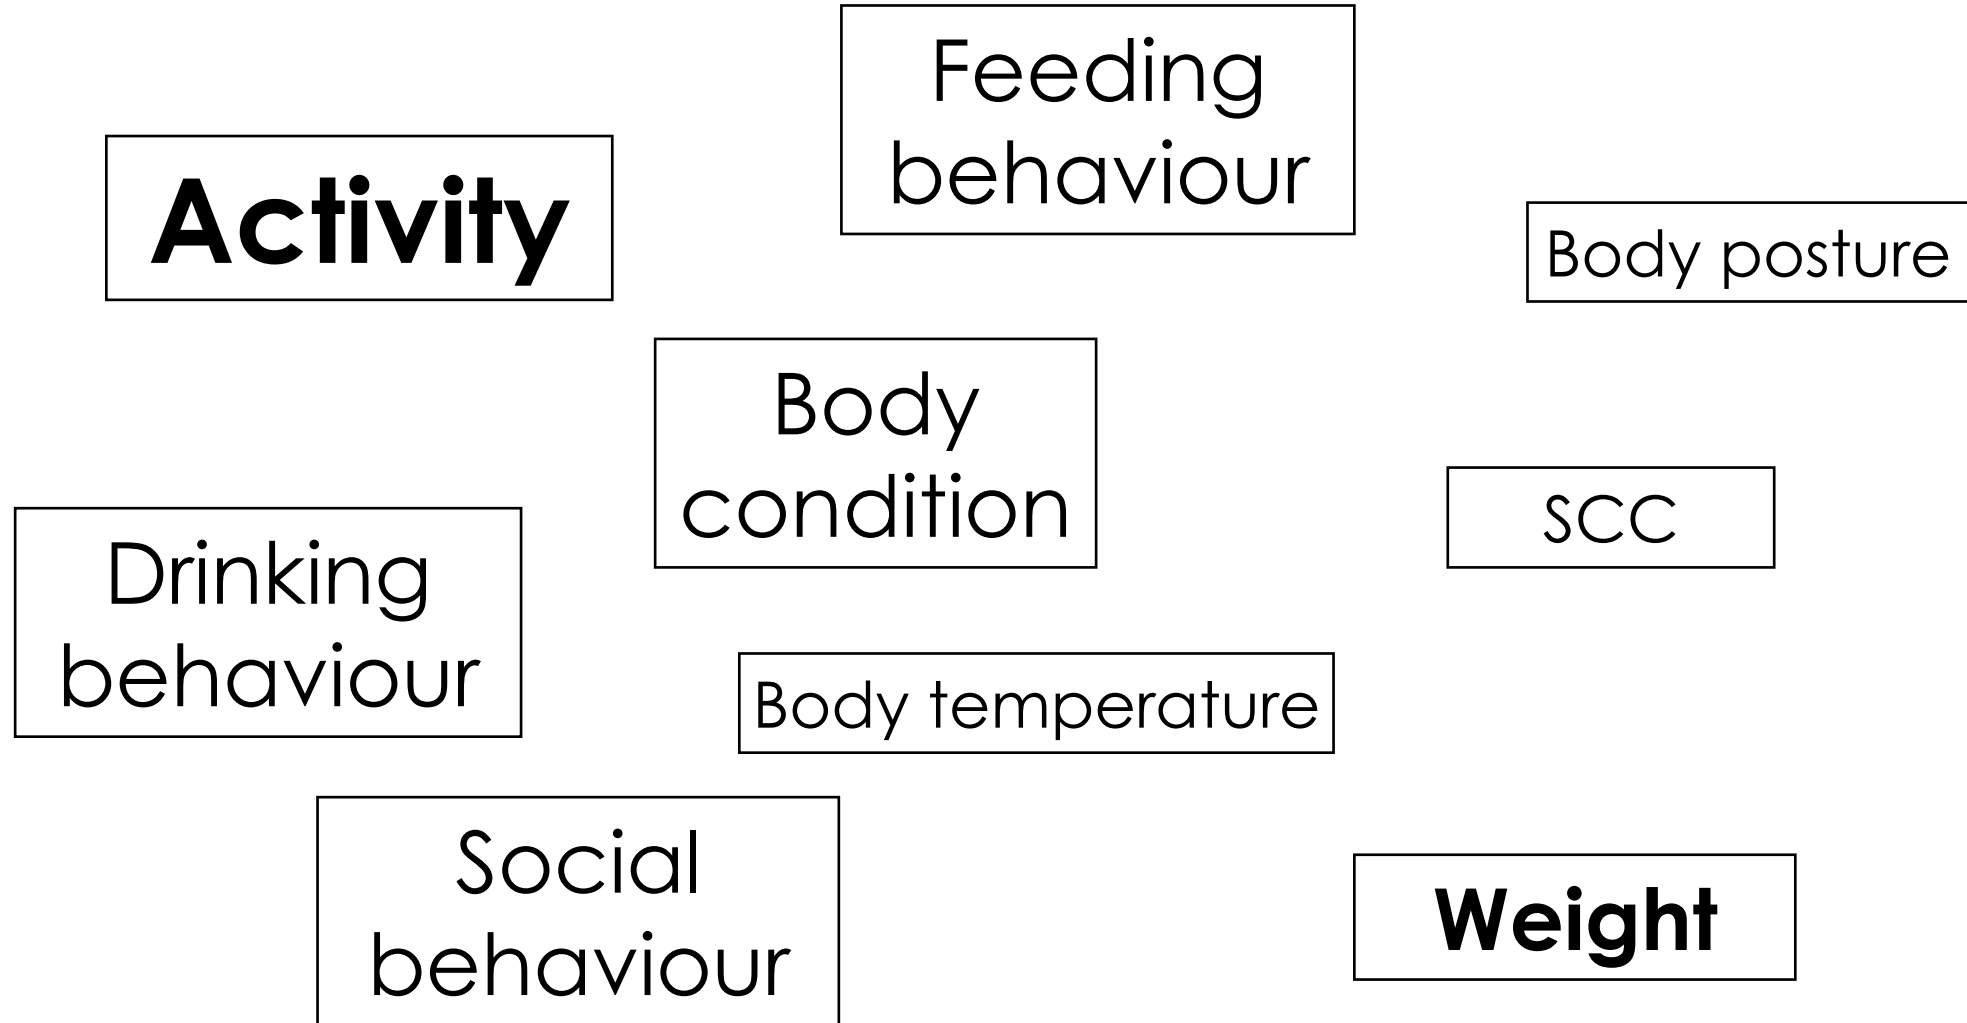 Feeding
behaviour
Activity
Body posture
Body
condition
SCC
Drinking
behaviour
Body temperature
Social
behaviour
Weight